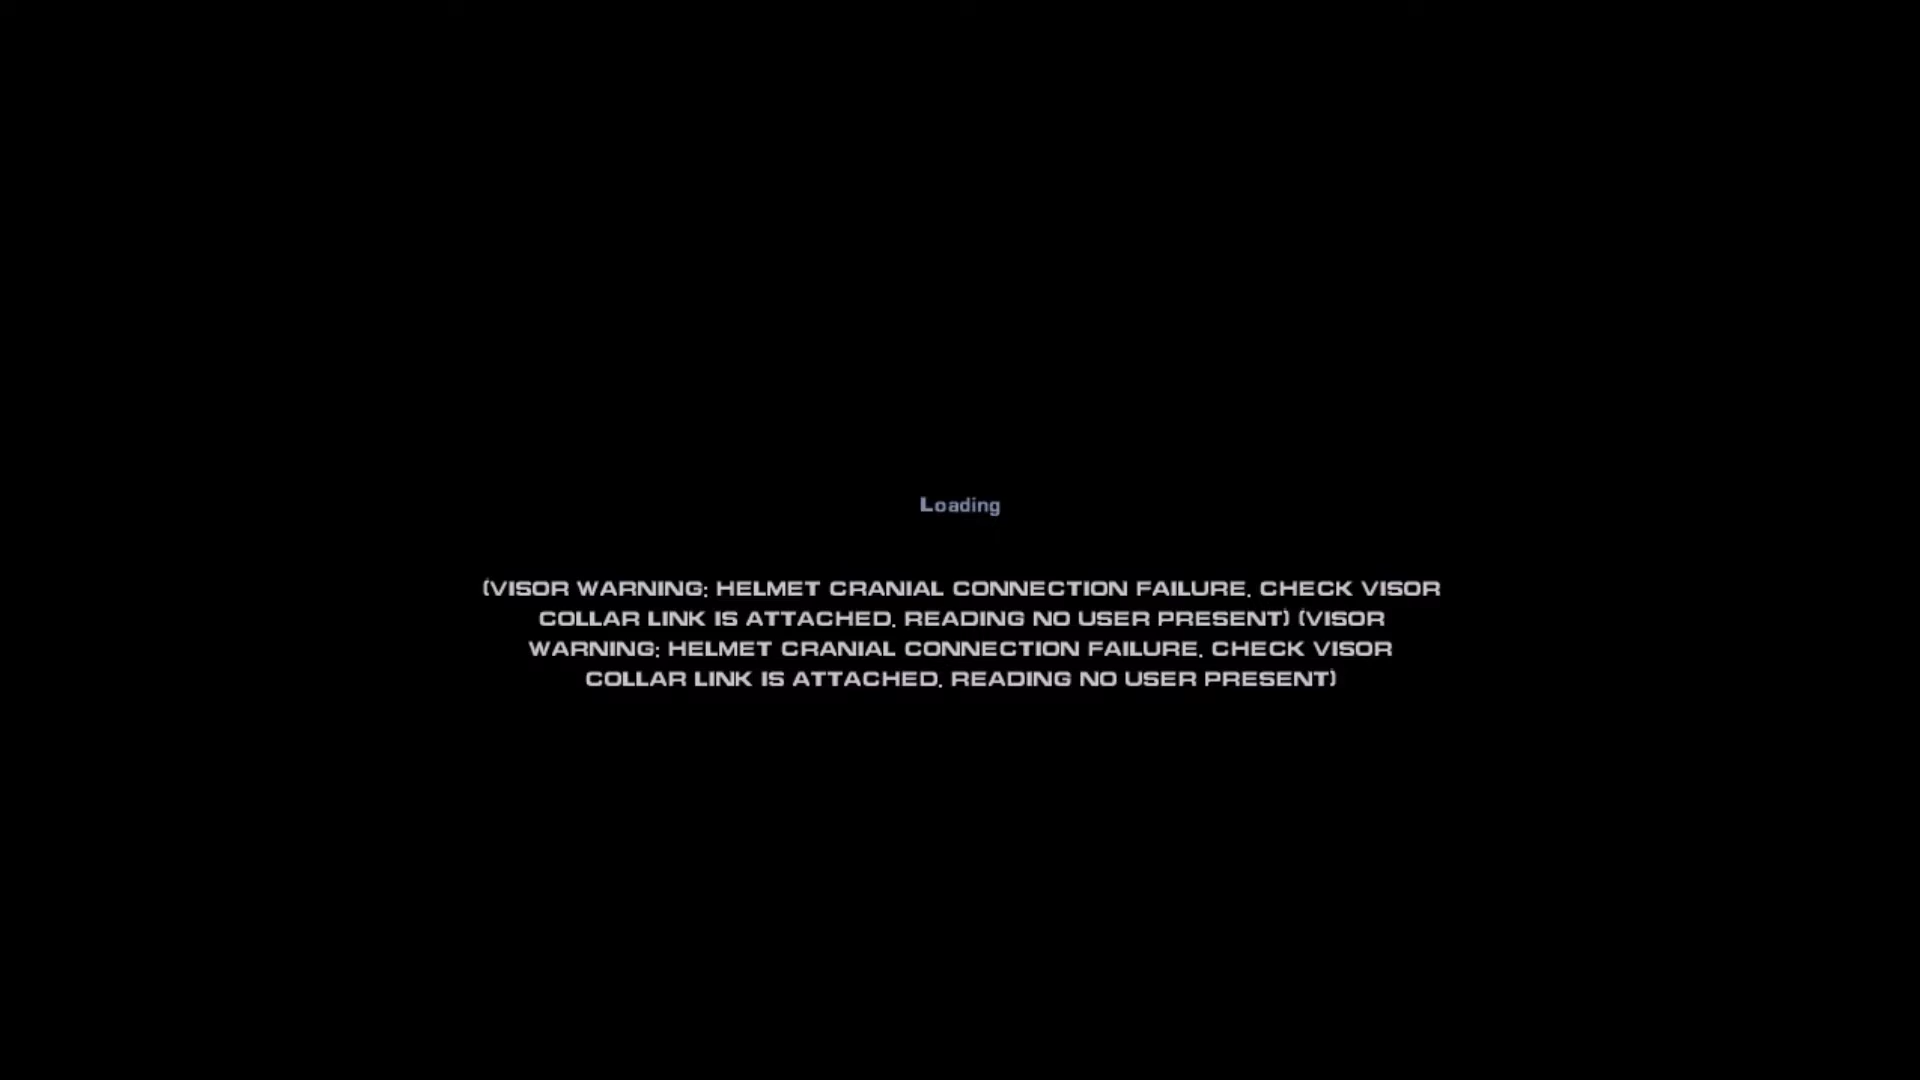 Loading
(VISOR WARNING: HELMET CRANIAL CONNECTION FAILURE. CHECK VISOR
COLLAR LINK IS ATTACHED. READING NO USER PRESENT) (VISOR
WARNING: HELMET CRANIAL CONNECTION FAILURE. CHECK VISOR
COLLAR LINK IS ATTACHED. READING NO USER PRESENT)